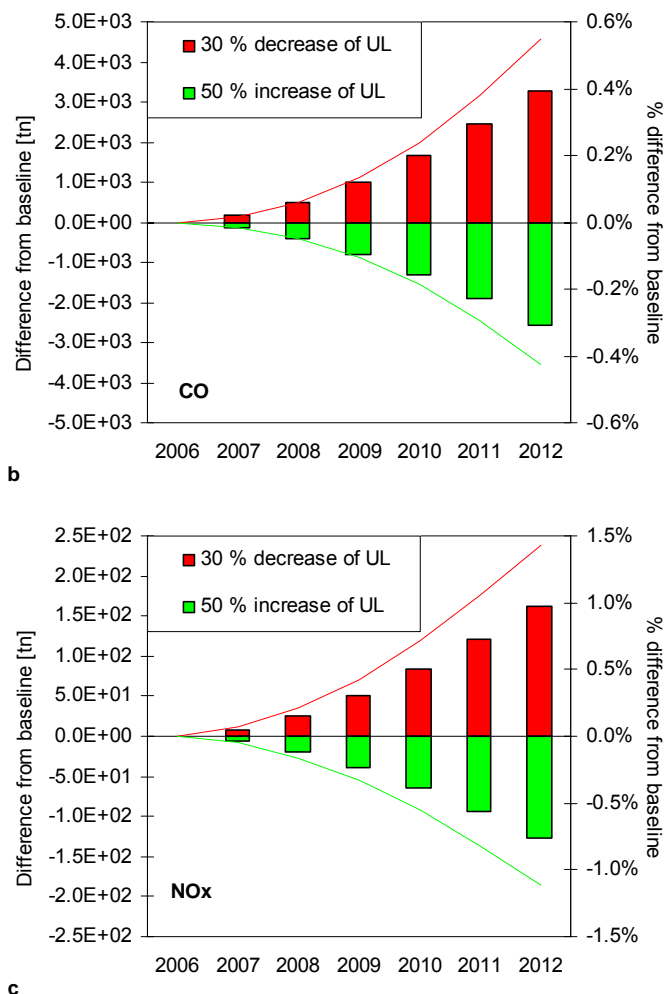 5.0E+03
4.0E+03
3.0E+03
2.0E+03
1.0E+03
0.0E+00
-1.0E+03
-2.0E+03
-3.0E+03
-4.0E+03
-5.0E+03
Difference from baseline [tn]
30 % decrease of UL
50 % increase of UL
CO
0.6%
0.4%
0.2%
0.0%
-0.2%
-0.4%
-0.6%
% difference from baseline
2006 2007 2008 2009 2010 2011 2012
b
2.5E+02
2.0E+02
1.5E+02
1.0E+02
5.0E+01
0.0E+00
-5.0E+01
-1.0E+02
-1.5E+02
-2.0E+02
-2.5E+02
Difference from baseline [tn]
30 % decrease of UL
50 % increase of UL
NOx
1.5%
1.0%
0.5%
0.0%
-0.5%
-1.0%
-1.5%
% difference from baseline
2006 2007 2008 2009 2010 2011 2012
c